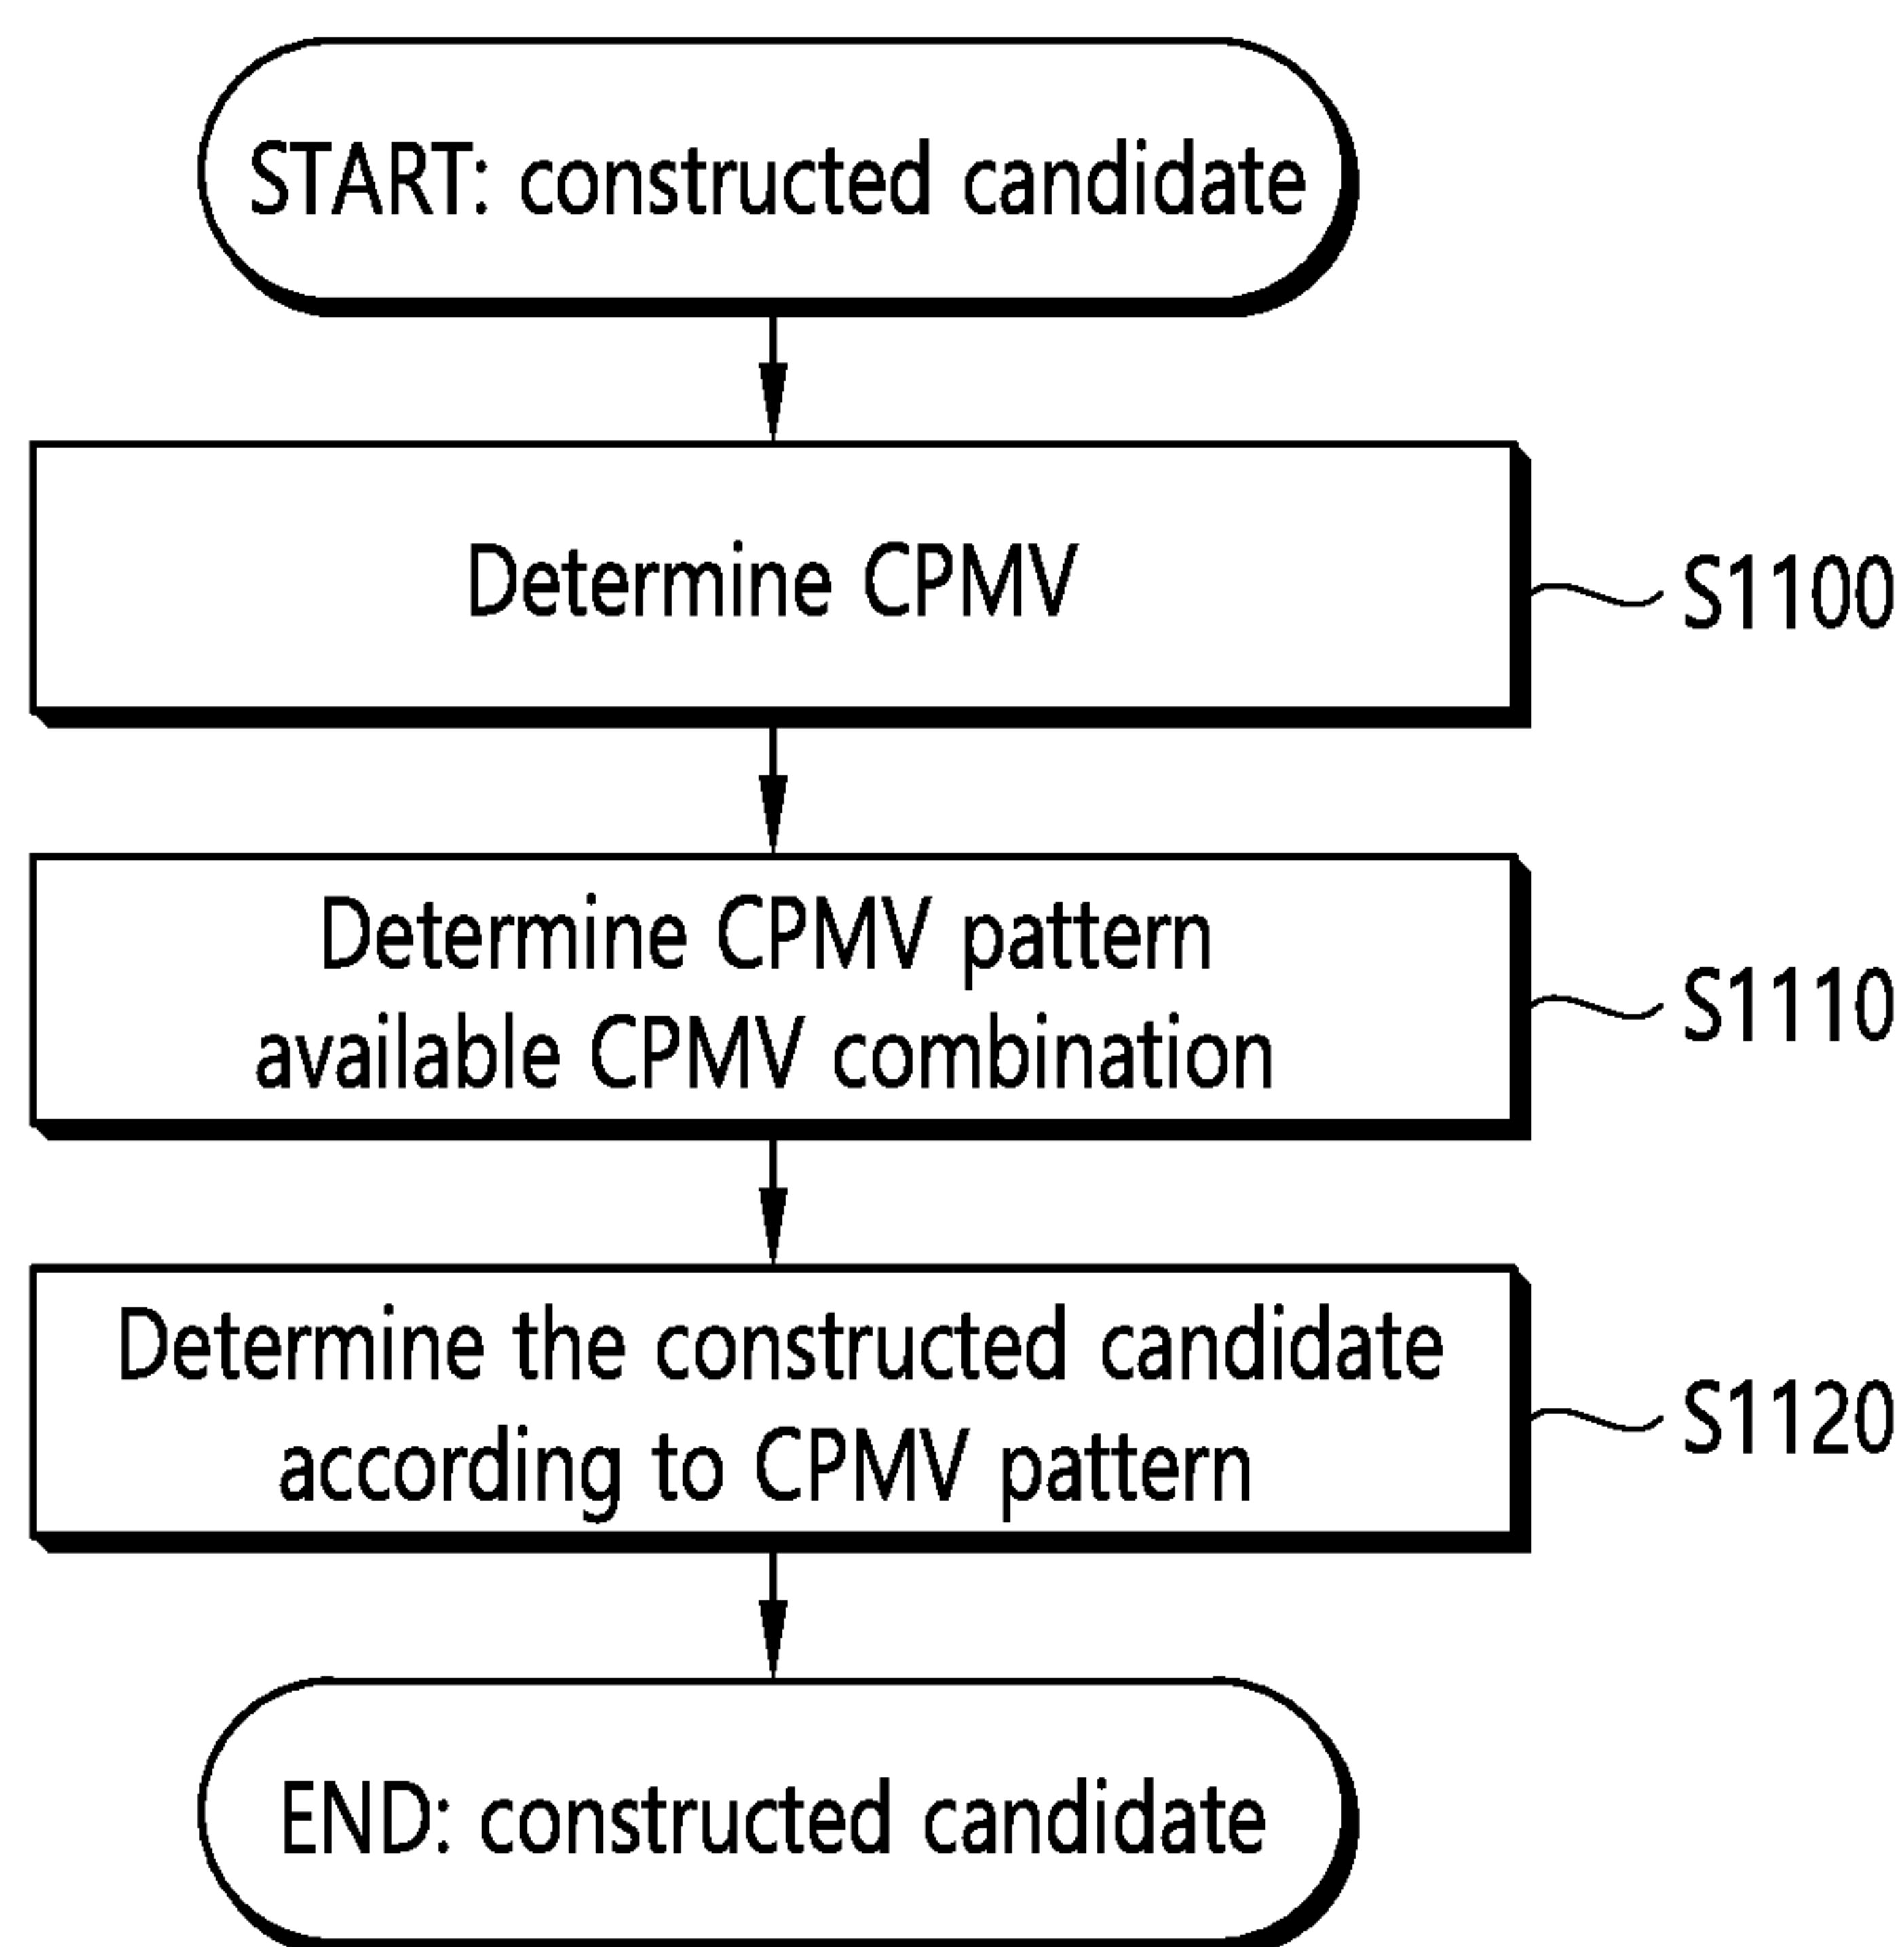 START: constructed candidate
Determine CPMV
S1100
Determine CPMV pattern
available CPMV combination
S1110
Determine the constructed candidate
according to CPMV pattern
S1120
END: constructed candidate